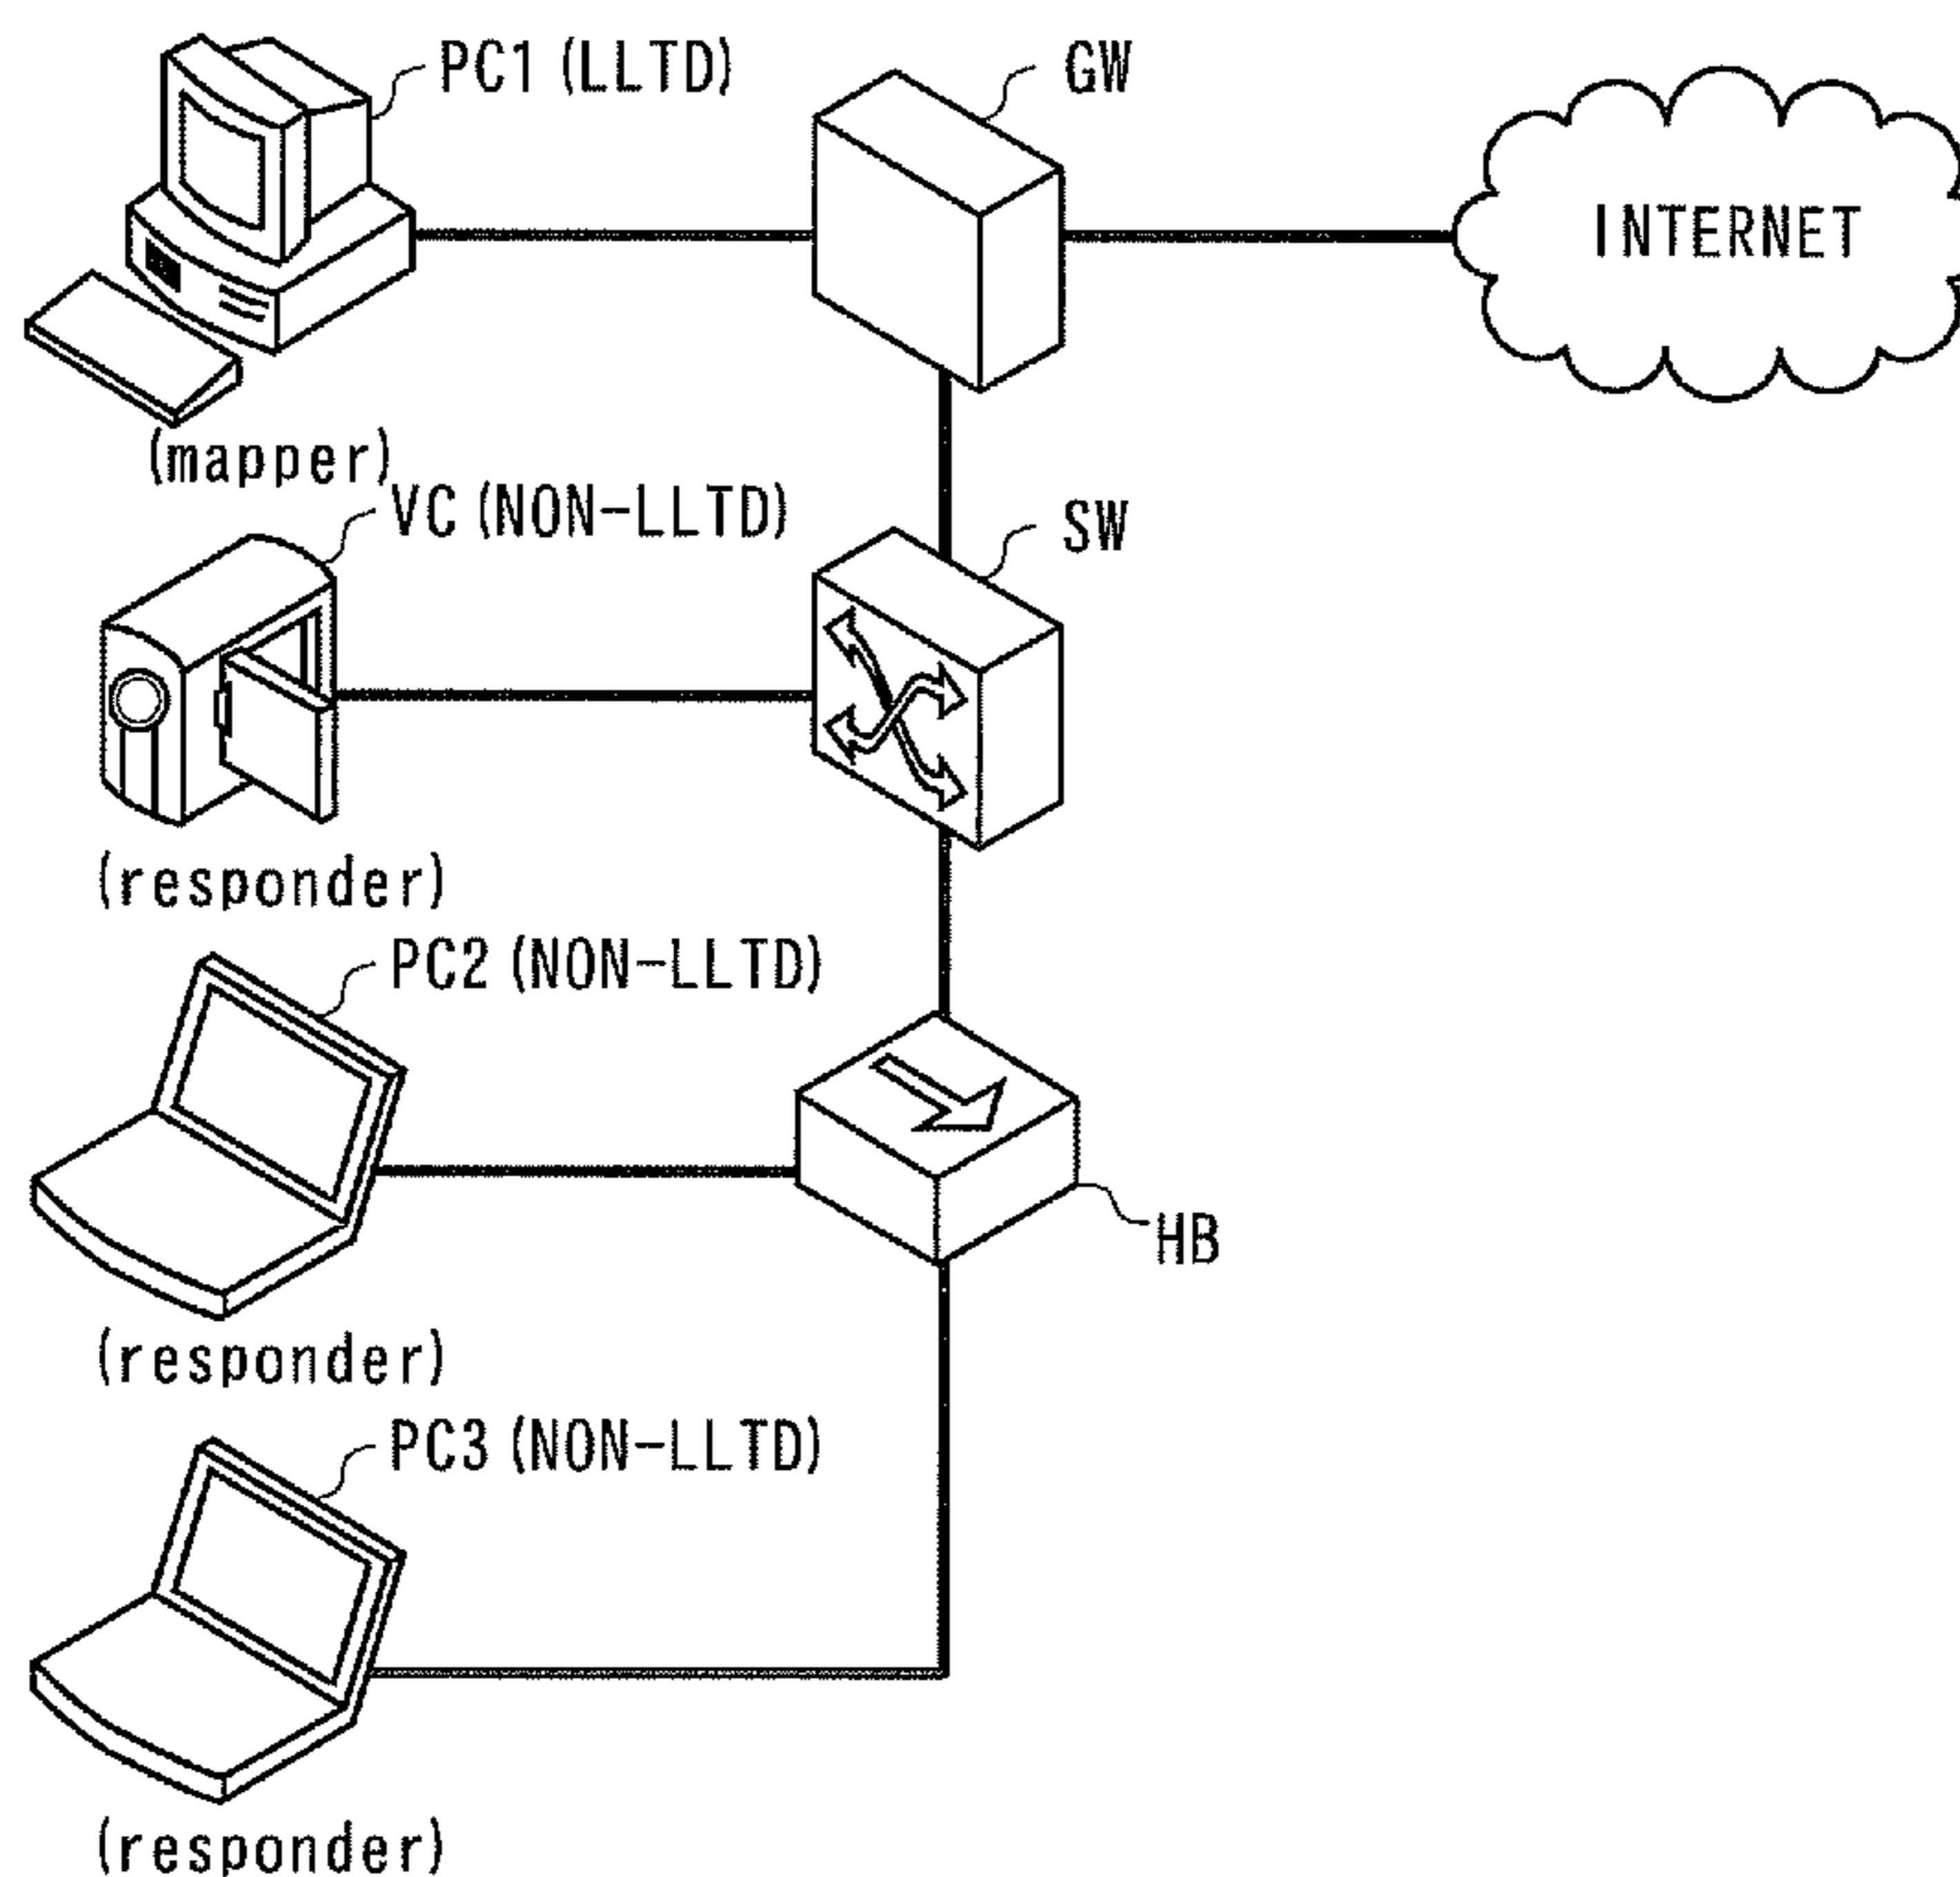 PC1 (LLTD)
GW
INTERNET
(mapper)
VC (NON-LLTD)
SW
(responder)
PC2 (NON-LLTD)
HB
(responder)
PC3 (NON-LLTD)
(responder)